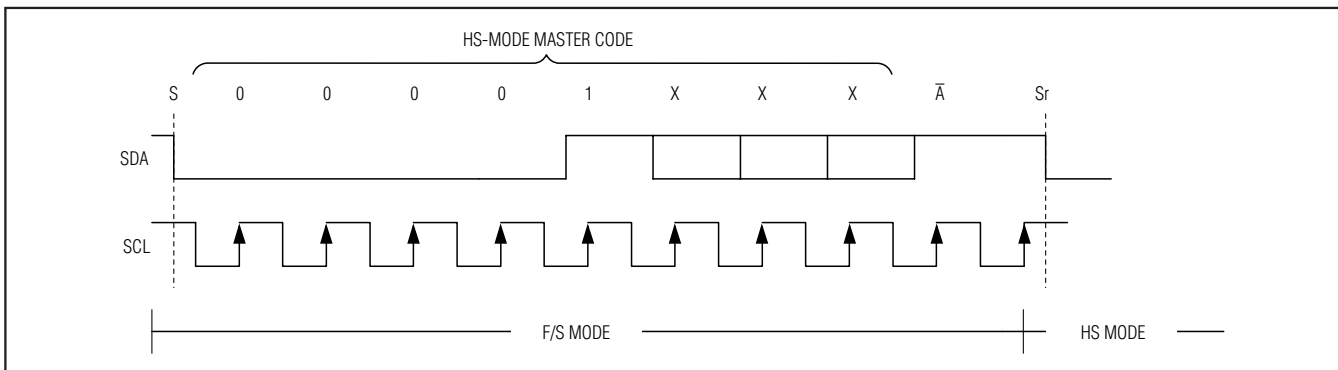 HS-MODE MASTER CODE
S 0 0 0 0 1 X X X A̅ Sr
SDA
SCL
F/S MODE HS MODE